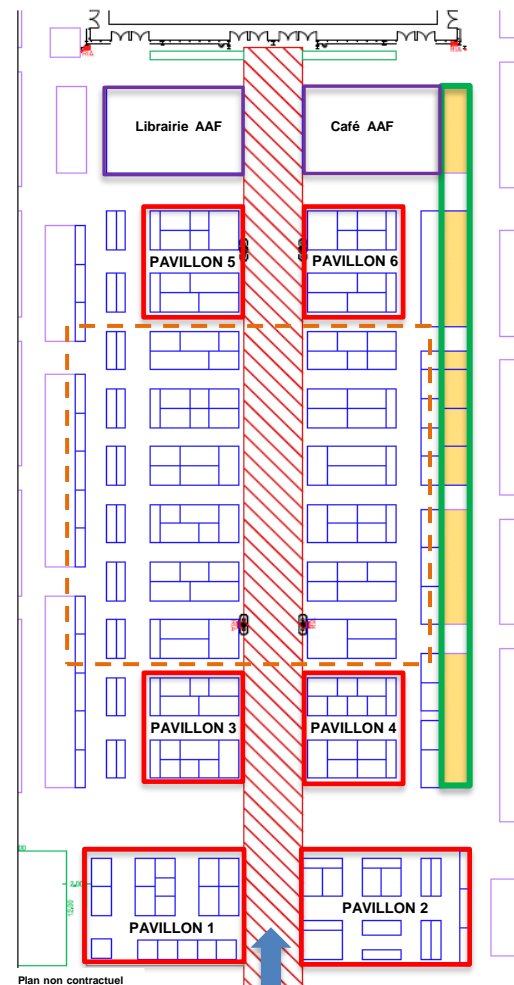 Librairie AAF
Café AAF
PAVILLON 5
PAVILLON 6
PAVILLON 3
PAVILLON 4
PAVILLON 1
PAVILLON 2
Plan non contractuel